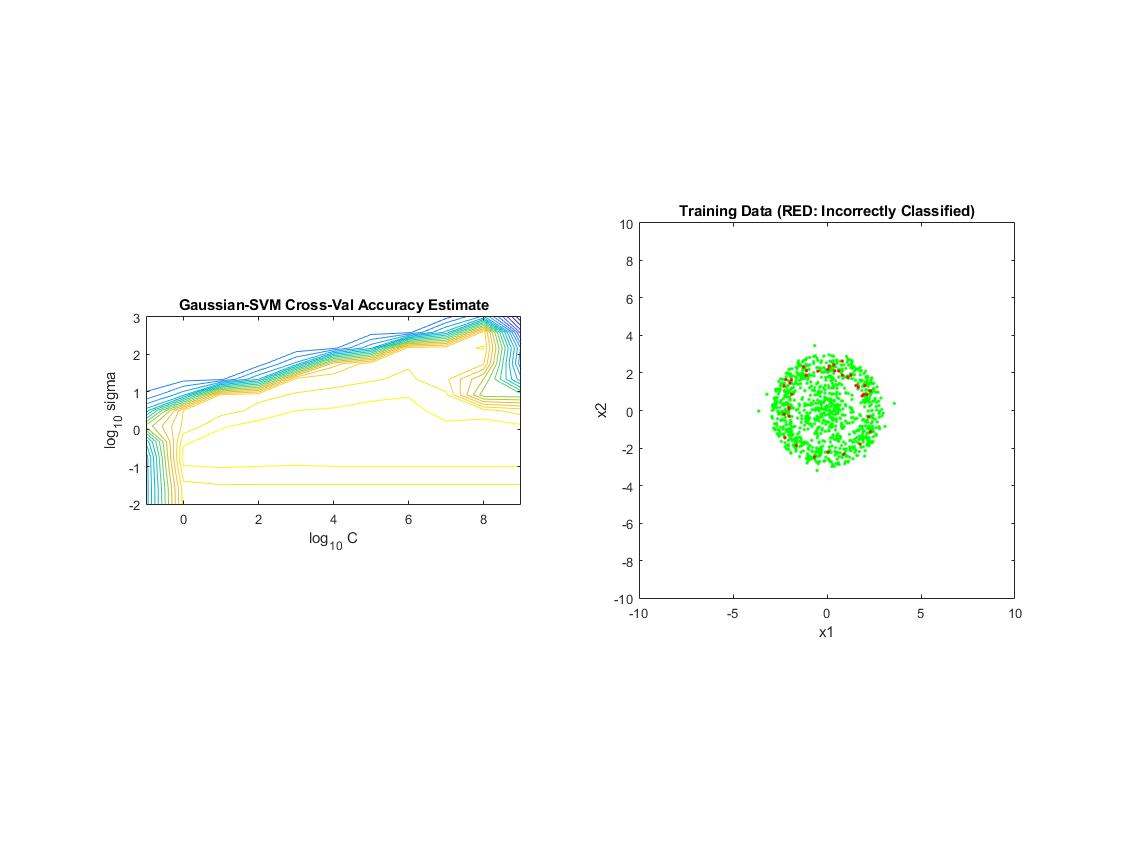 Gaussian-SVM Cross-Val Accuracy Estimate
3
2
1
0
-1
-2
log10 sigma
0 2 4 6 8
log10 C
Training Data (RED: Incorrectly Classified)
10
8
6
4
2
0
-2
-4
-6
-8
-10
x2
-10 -5 0 5 10
x1